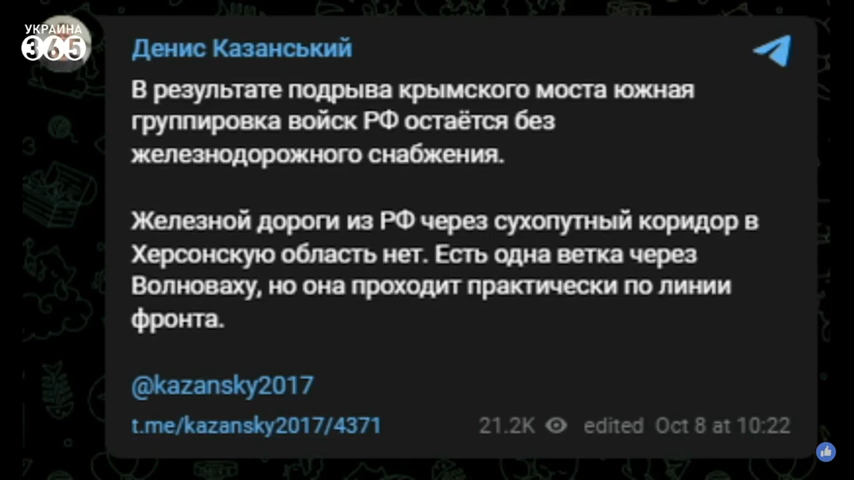 УКРАИНА
365
Денис Казанський
В результате подрыва крымского моста южная
группировка войск РФ остаётся без
железнодорожного снабжения.
Железной дороги из РФ через сухопутный коридор в
Херсонскую область нет. Есть одна ветка через
Волноваху, но она проходит практически по линии
фронта.
@kazansky2017
t.me/kazansky2017/4371
21.2K edited Oct 8 at 10:22